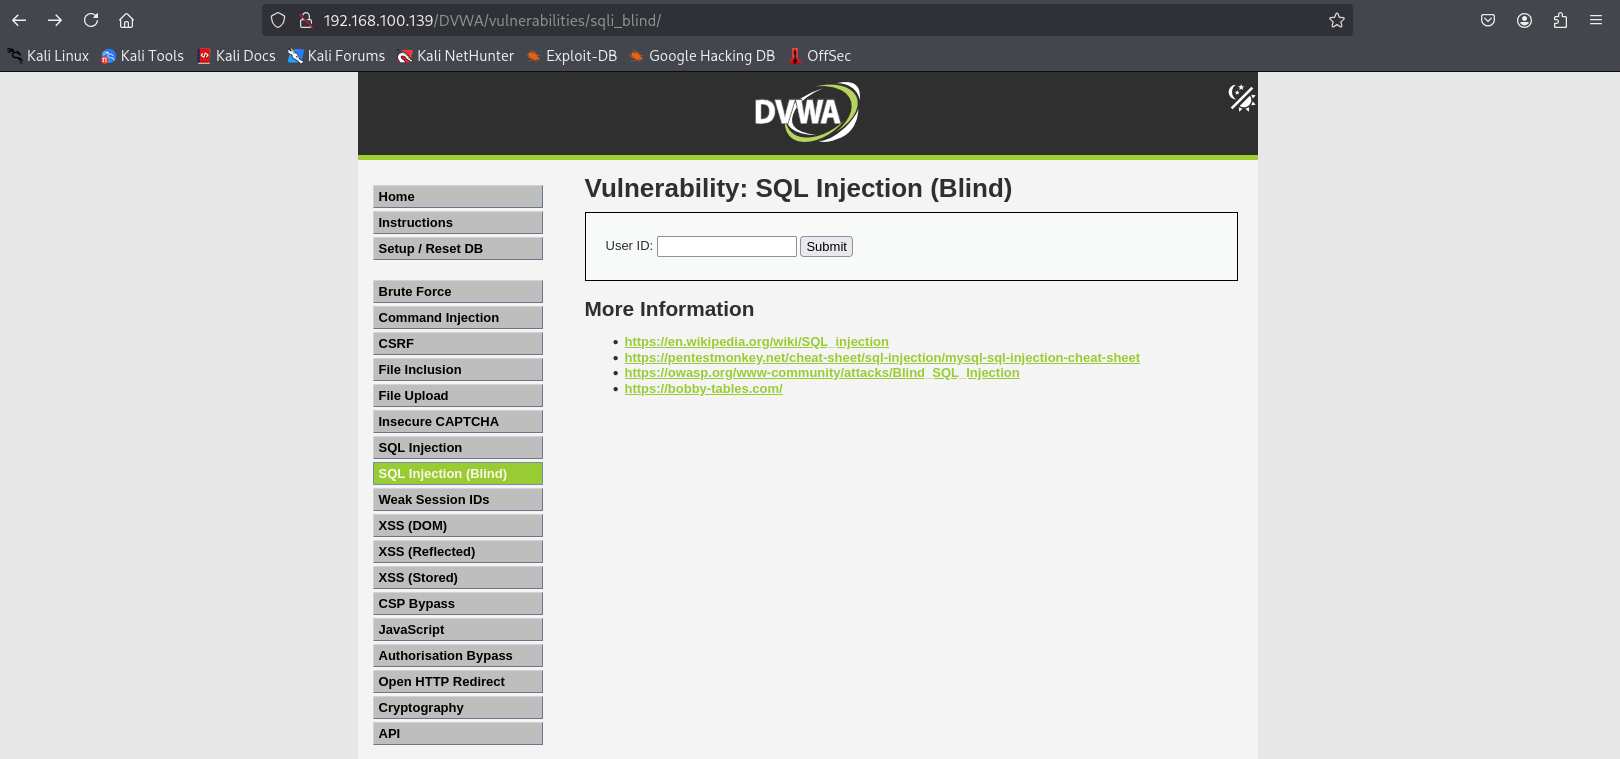 192.168.100.139/DVWA/vulnerabilities/sqli_blind/
Kali Linux Kali Tools Kali Docs Kali Forums Kali NetHunter Exploit-DB Google Hacking DB OffSec
DVWA
Home
Instructions
Setup / Reset DB
Brute Force
Command Injection
CSRF
File Inclusion
File Upload
Insecure CAPTCHA
SQL Injection
SQL Injection (Blind)
Weak Session IDs
XSS (DOM)
XSS (Reflected)
XSS (Stored)
CSP Bypass
JavaScript
Authorisation Bypass
Open HTTP Redirect
Cryptography
API
Vulnerability: SQL Injection (Blind)
User ID: Submit
More Information
https://en.wikipedia.org/wiki/SQL_injection
https://pentestmonkey.net/cheat-sheet/sql-injection/mysql-sql-injection-cheat-sheet
https://owasp.org/www-community/attacks/Blind_SQL_Injection
https://bobby-tables.com/